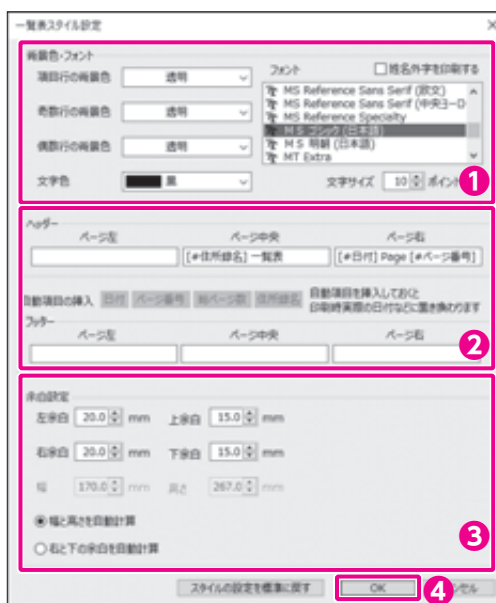 一覧表スタイル設定
背景色・フォント
項目行の背景色 透明
奇数行の背景色 透明
偶数行の背景色 透明
文字色 黒
フォント □姓名外字を印刷する
MS Reference Sans Serif (欧文)
MS Reference Sans Serif (中央ヨーロ
MS Reference Specialty
ＭＳ ゴシック (日本語)
ＭＳ 明朝 (日本語)
MT Extra
文字サイズ 10 ポイント
❶
ヘッダー
ページ左 ページ中央 ページ右
[#住所録名] 一覧表 [#日付] Page [#ページ番号]
自動項目の挿入 日付 ページ番号 総ページ数 住所録名
自動項目を挿入しておくと
印刷時実際の日付などに置き換わります
フッター
ページ左 ページ中央 ページ右
❷
余白設定
左余白 20.0 mm 上余白 15.0 mm
右余白 20.0 mm 下余白 15.0 mm
幅 170.0 mm 高さ 267.0 mm
幅と高さを自動計算
右と下の余白を自動計算
❸
スタイルの設定を標準に戻す OK ❹ ンセル